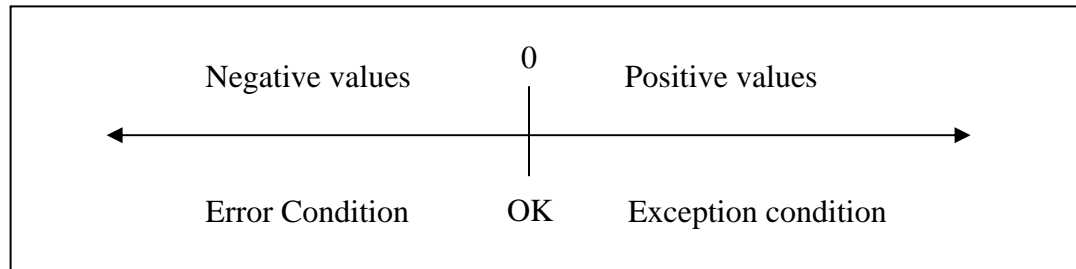 0
Negative values Positive values
Error Condition OK Exception condition